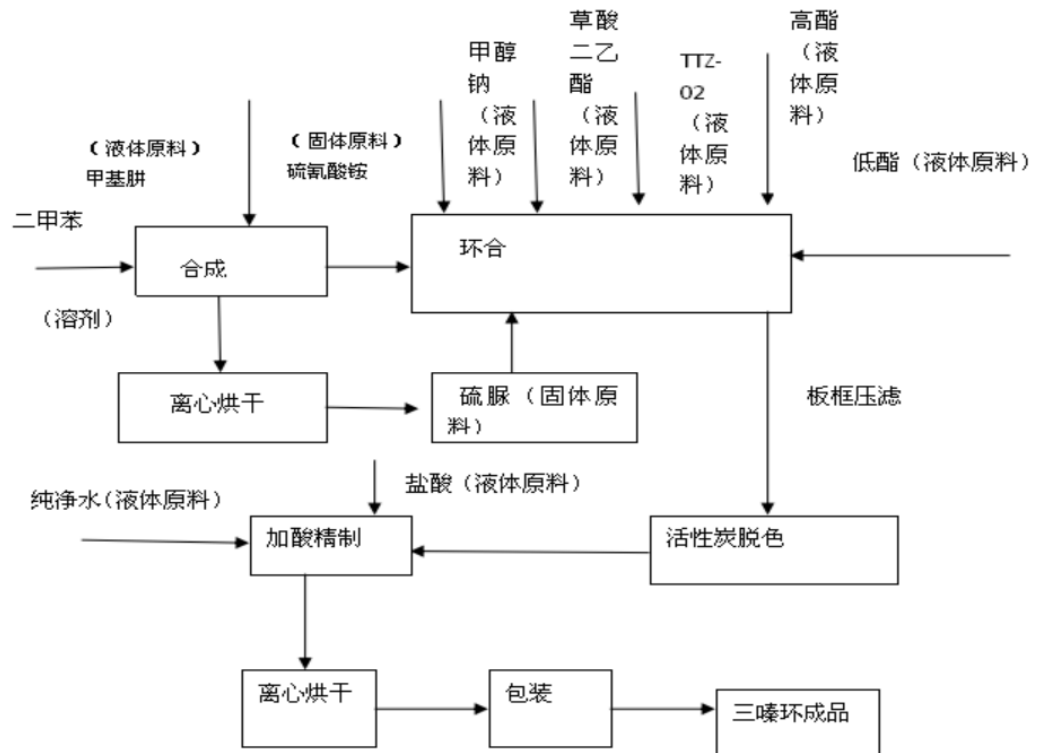 甲醇
钠
（液
体原
料）
草酸
二乙
酯
（液
体原
料）
TTZ-
02
（液
体原
料）
高酯
（液
体原
料）
（液体原料）
甲基肼
（固体原料）
硫氰酸铵
低酯（液体原料）
二甲苯
合成
环合
（溶剂）
离心烘干
硫脲（固体原
料）
板框压滤
纯净水（液体原料）
盐酸（液体原料）
加酸精制
活性炭脱色
离心烘干
包装
三嗪环成品